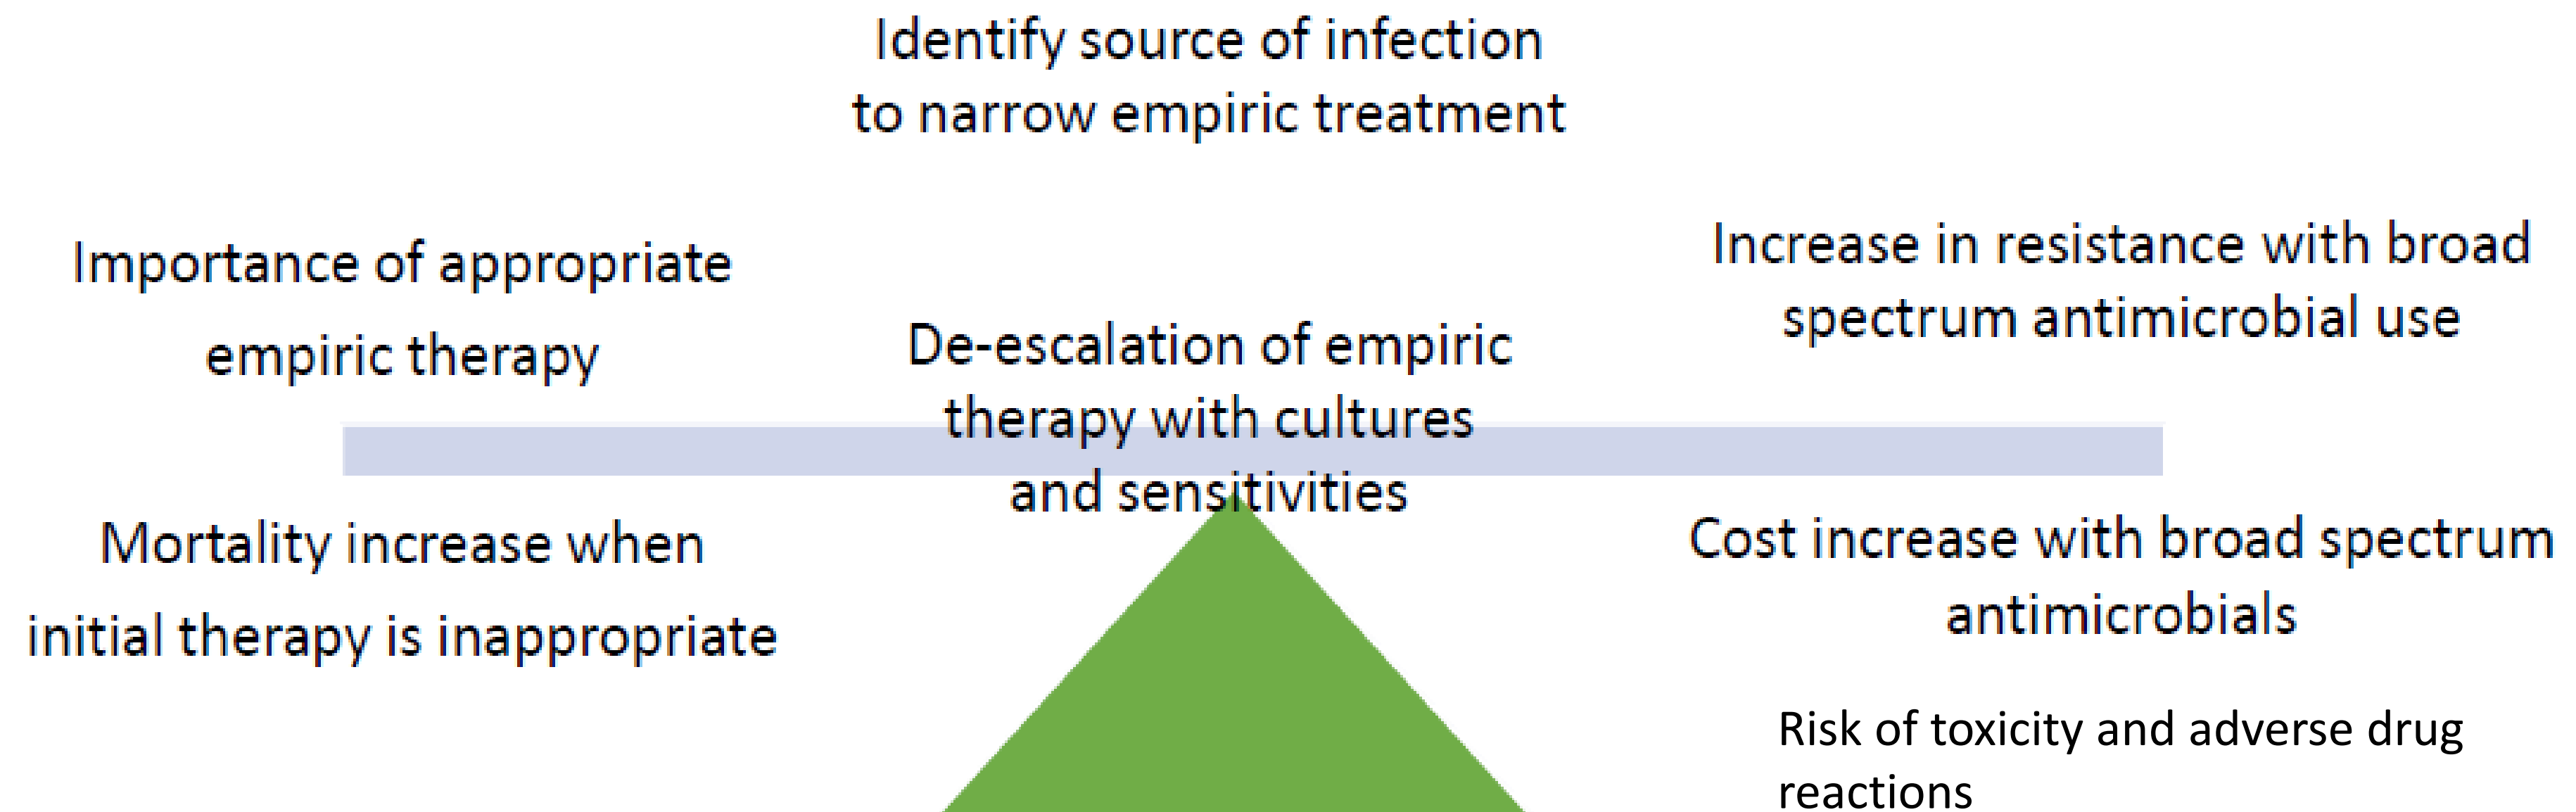 Identify source of infection
to narrow empiric treatment
Importance of appropriate
empiric therapy
Mortality increase when
initial therapy is inappropriate
De-escalation of empiric
therapy with cultures
and sensitivities
Increase in resistance with broad
spectrum antimicrobial use
Cost increase with broad spectrum
antimicrobials
Risk of toxicity and adverse drug
reactions